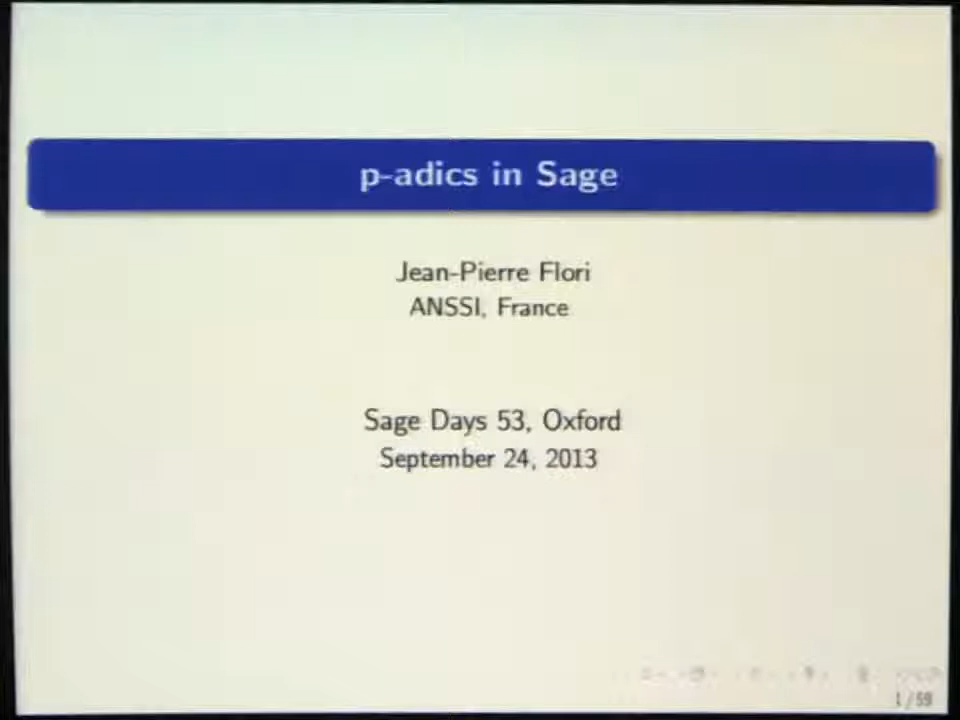 p-adics in Sage
Jean-Pierre Flori
ANSSI, France
Sage Days 53, Oxford
September 24, 2013
1 / 59